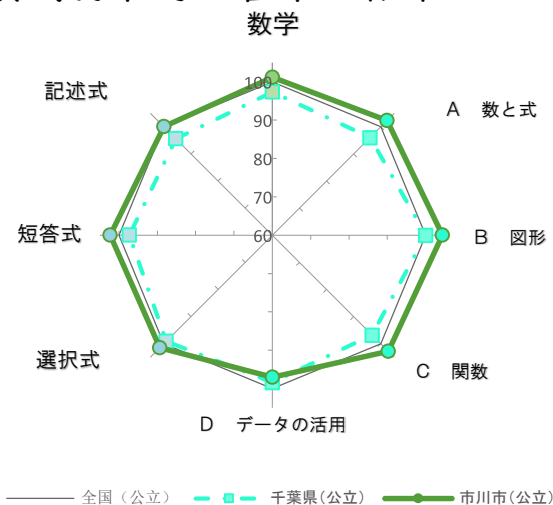 数学
100
90
80
70
60
記述式
A 数と式
短答式
B 図形
選択式
C 関数
D データの活用
全国（公立）
千葉県(公立)
市川市(公立)